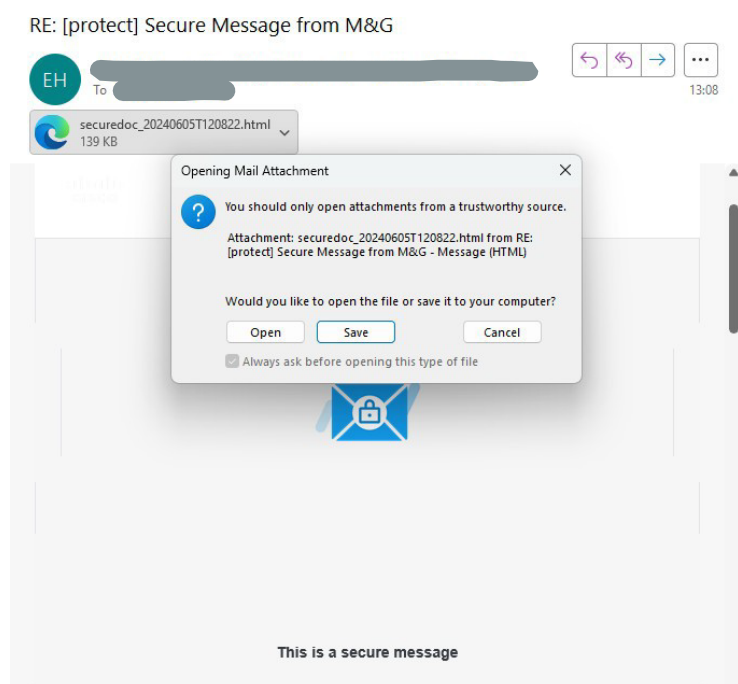 RE: [protect] Secure Message from M&G
EH
To
13:08
securedoc_20240605T120822.html
139 KB
Opening Mail Attachment
You should only open attachments from a trustworthy source.
Attachment: securedoc_20240605T120822.html from RE:
[protect] Secure Message from M&G - Message (HTML)
Would you like to open the file or save it to your computer?
Open Save Cancel
Always ask before opening this type of file
This is a secure message